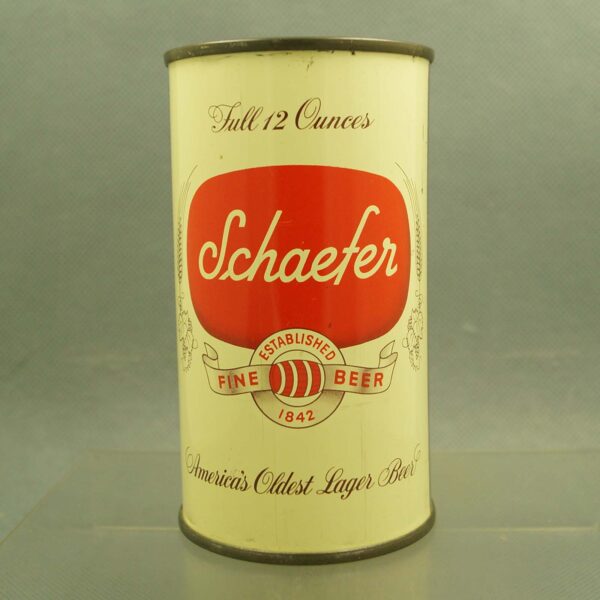 Full 12 Ounces
Schaefer
ESTABLISHED
FINE BEER
1842
America's Oldest Lager Beer